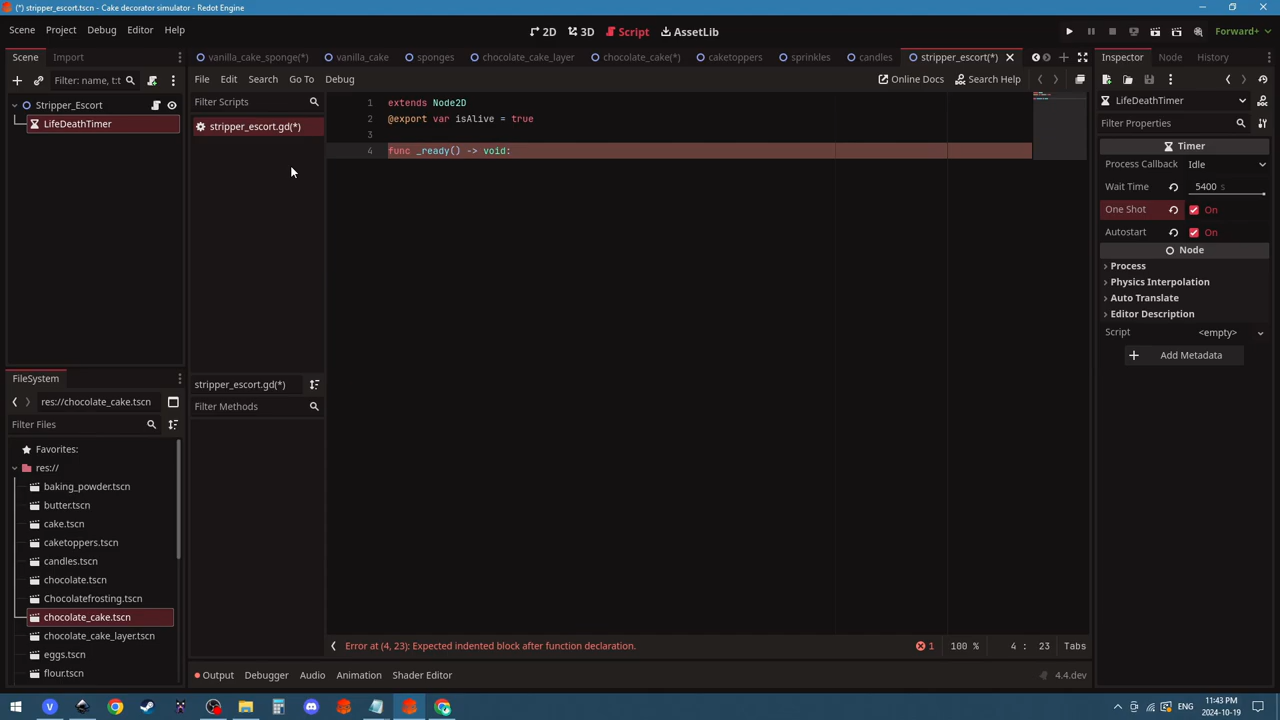 (*) stripper_escort.tscn - Cake decorator simulator - Redot Engine
Scene Project Debug Editor Help
2D 3D Script AssetLib
Forward+
Scene Import
vanilla_cake_sponge(*) vanilla_cake sponges chocolate_cake_layer chocolate_cake(*) caketoppers sprinkles candles stripper_escort(*)
Inspector Node History
Filter: name, t:t
File Edit Search Go To Debug
Online Docs Search Help
Stripper_Escort
LifeDeathTimer
Filter Scripts
stripper_escort.gd(*)
1 extends Node2D
2 @export var isAlive = true
3
4 func _ready() -> void:
LifeDeathTimer
Filter Properties
Timer
Process Callback Idle
Wait Time 5400 s
One Shot On
Autostart On
Node
Process
Physics Interpolation
Auto Translate
Editor Description
Script <empty>
Add Metadata
FileSystem
res://chocolate_cake.tscn
Filter Files
Favorites:
res://
baking_powder.tscn
butter.tscn
cake.tscn
caketoppers.tscn
candles.tscn
chocolate.tscn
Chocolatefrosting.tscn
chocolate_cake.tscn
chocolate_cake_layer.tscn
eggs.tscn
flour.tscn
stripper_escort.gd(*)
Filter Methods
Error at (4, 23): Expected indented block after function declaration.
1 100 % 4 : 23 Tabs
Output Debugger Audio Animation Shader Editor
4.4.dev
ENG
11:43 PM
2024-10-19